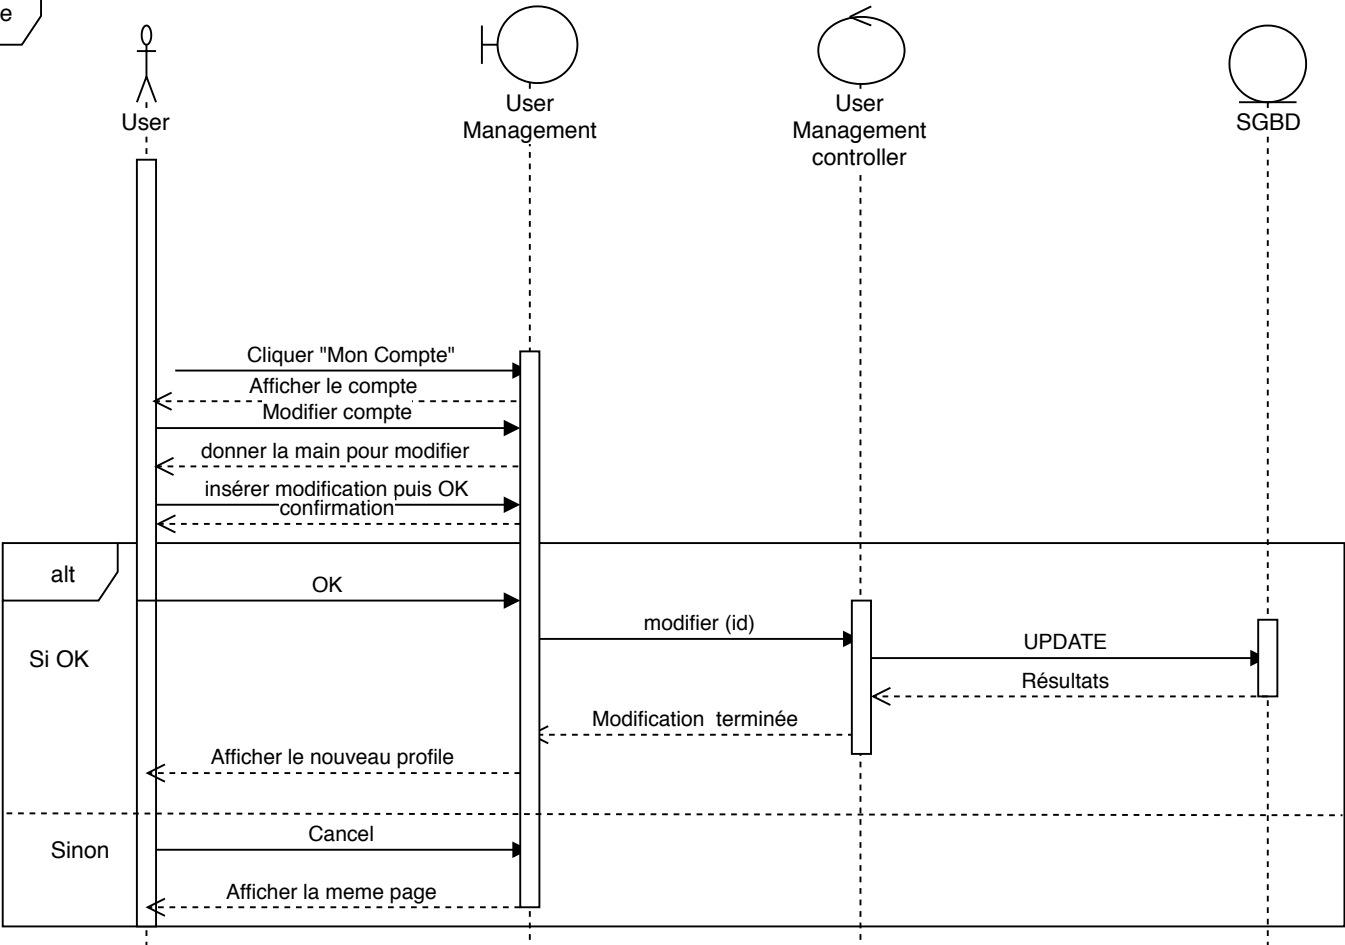 e
User
User
Management
User
Management
controller
SGBD
Cliquer "Mon Compte"
Afficher le compte
Modifier compte
donner la main pour modifier
insérer modification puis OK
confirmation
alt
OK
modifier (id)
Si OK
UPDATE
Résultats
Modification  terminée
Afficher le nouveau profile
Sinon
Cancel
Afficher la meme page